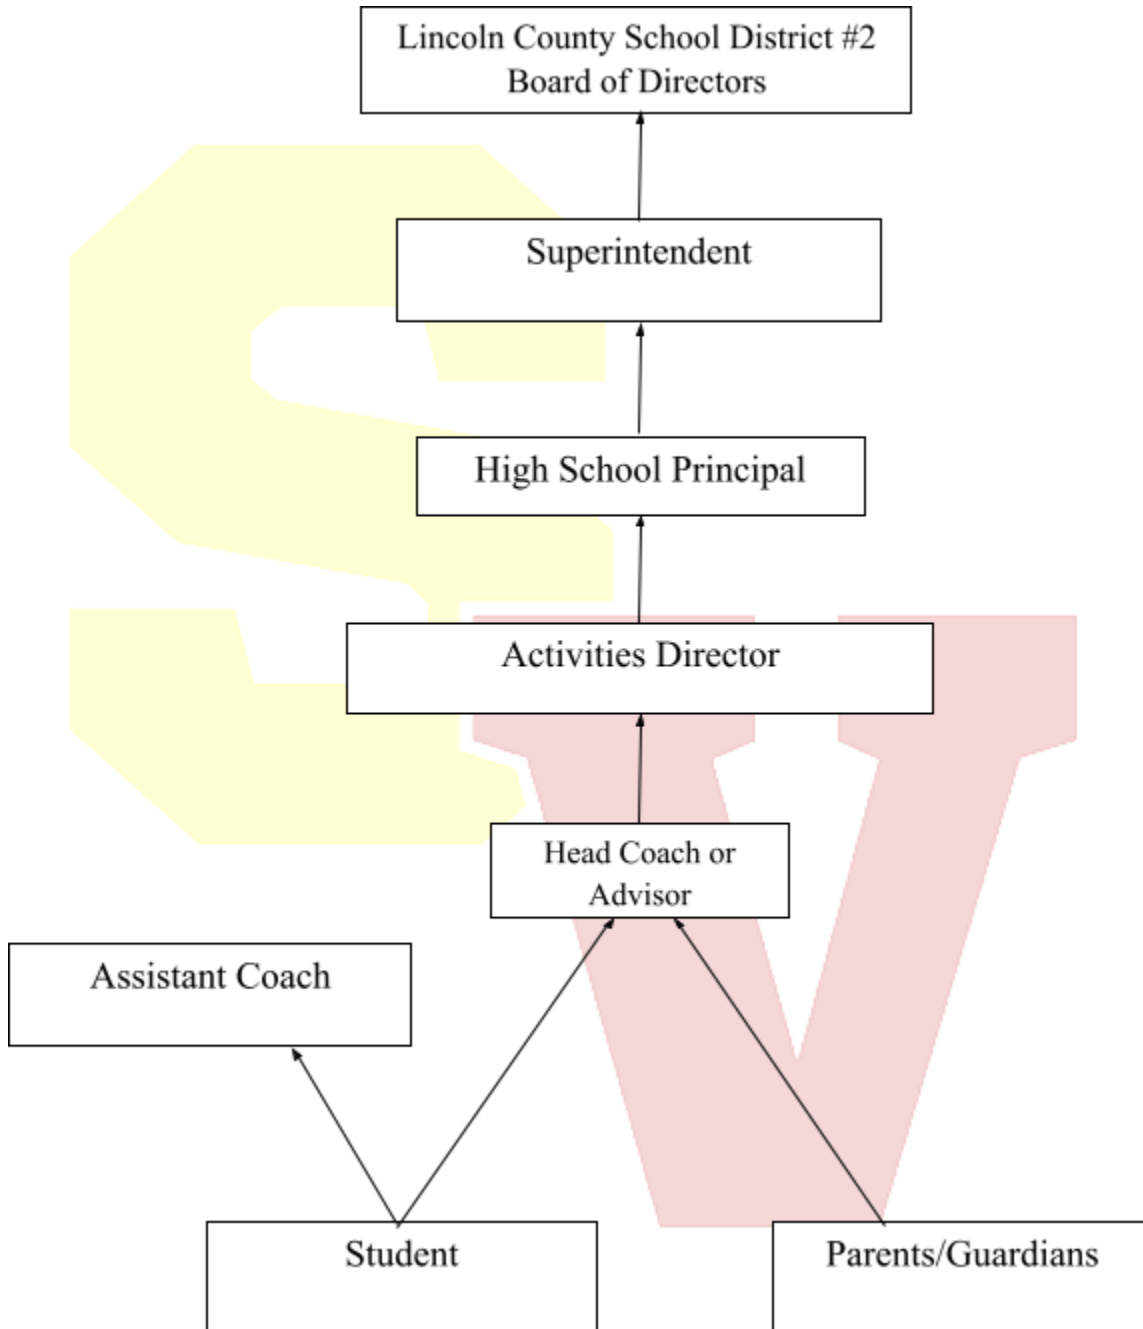 Lincoln County School District #2
Board of Directors
Superintendent
High School Principal
Activities Director
Head Coach or
Advisor
Assistant Coach
Student
Parents/Guardians